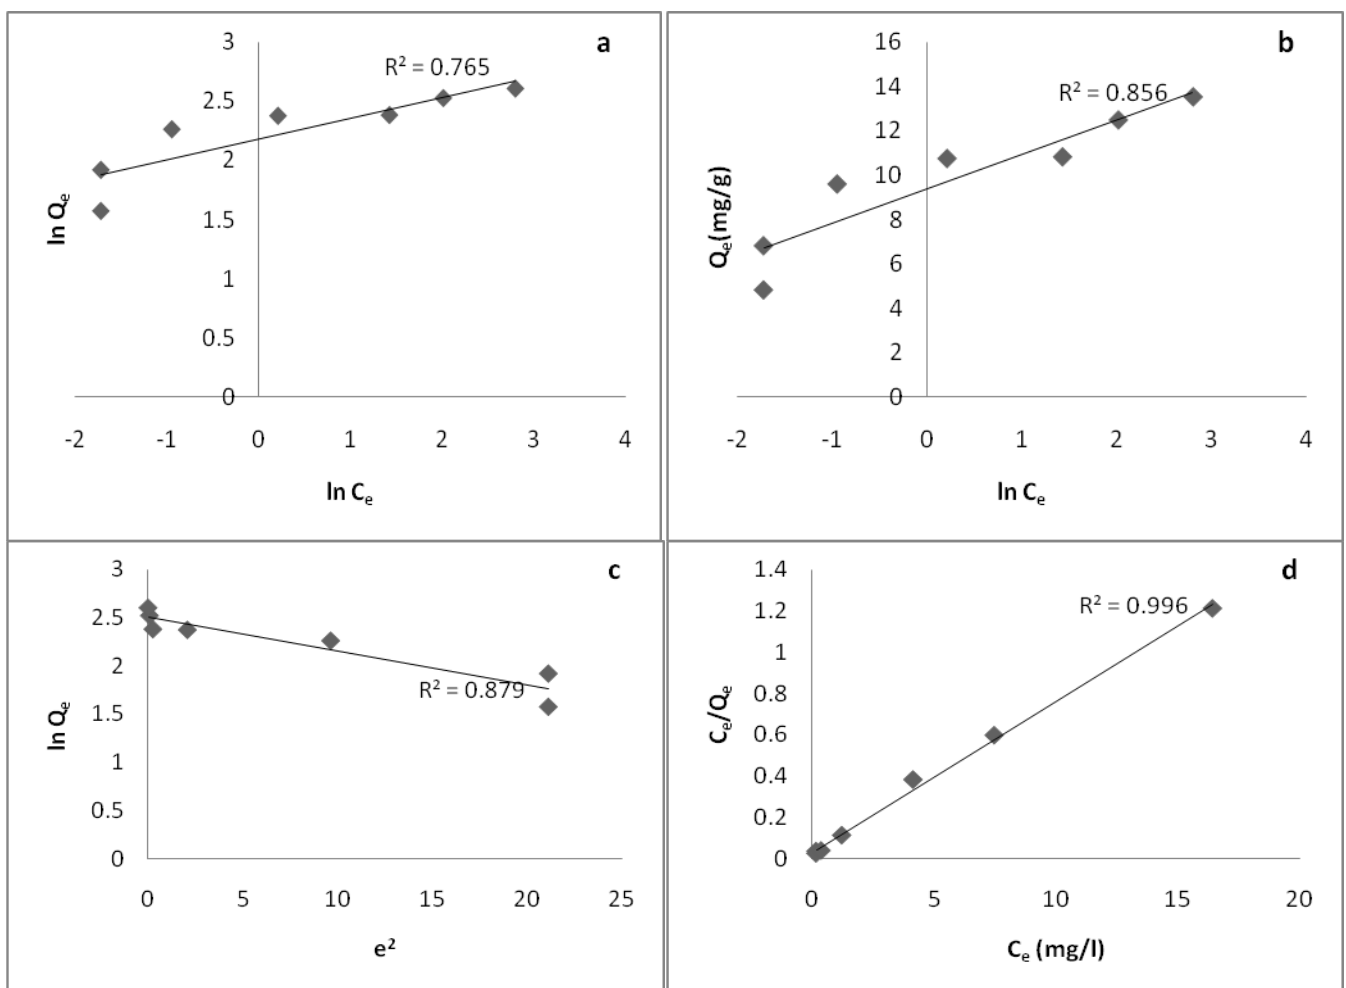 a
R² = 0.765
3
2.5
2
1.5
1
0.5
0
-2 -1 0 1 2 3 4
ln Qₑ
ln Cₑ
b
R² = 0.856
16
14
12
10
8
6
4
2
0
-2 -1 0 1 2 3 4
Qₑ(mg/g)
ln Cₑ
c
3
2.5
2
R² = 0.879
1.5
1
0.5
0
0 5 10 15 20 25
ln Qₑ
e²
d
R² = 0.996
1.4
1.2
1
0.8
0.6
0.4
0.2
0
0 5 10 15 20
Cₑ/Qₑ
Cₑ (mg/l)